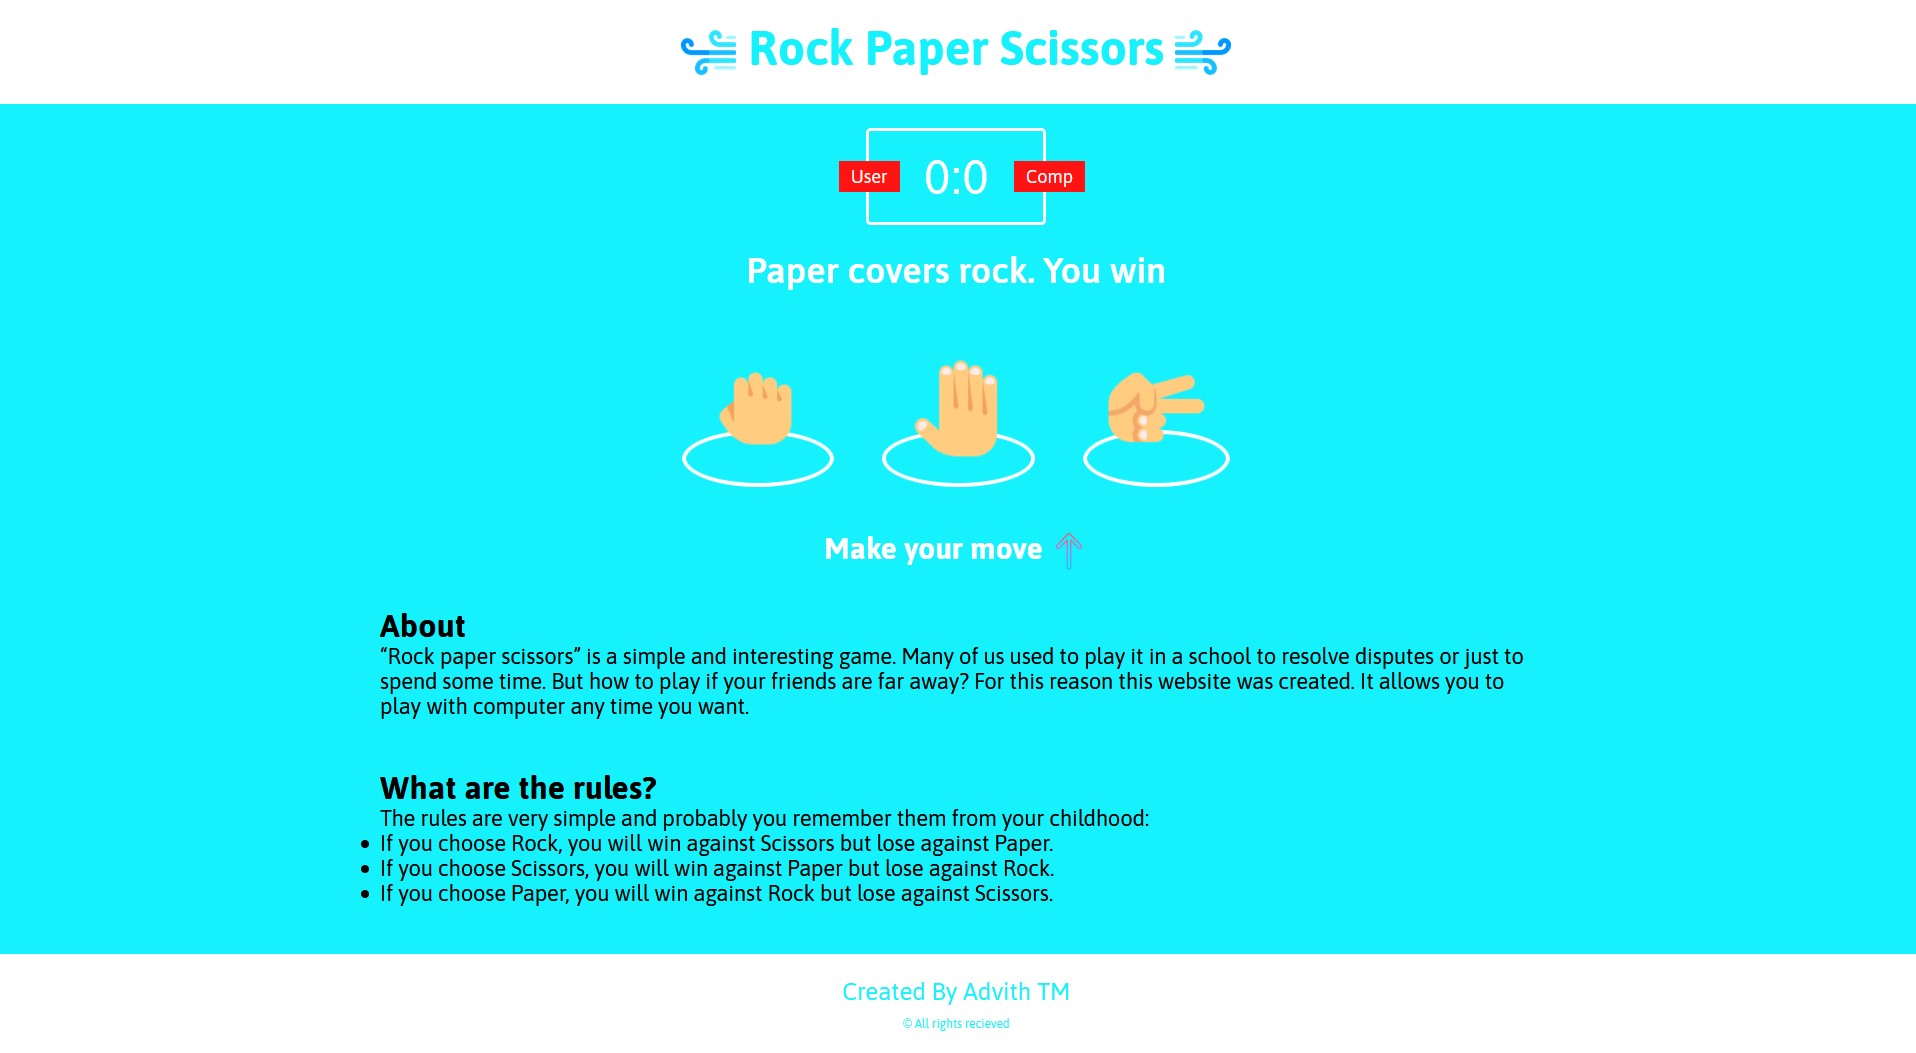 Rock Paper Scissors
User 0:0 Comp
Paper covers rock. You win
Make your move
About
“Rock paper scissors” is a simple and interesting game. Many of us used to play it in a school to resolve disputes or just to
spend some time. But how to play if your friends are far away? For this reason this website was created. It allows you to
play with computer any time you want.
What are the rules?
The rules are very simple and probably you remember them from your childhood:
• If you choose Rock, you will win against Scissors but lose against Paper.
• If you choose Scissors, you will win against Paper but lose against Rock.
• If you choose Paper, you will win against Rock but lose against Scissors.
Created By Advith TM
© All rights recieved